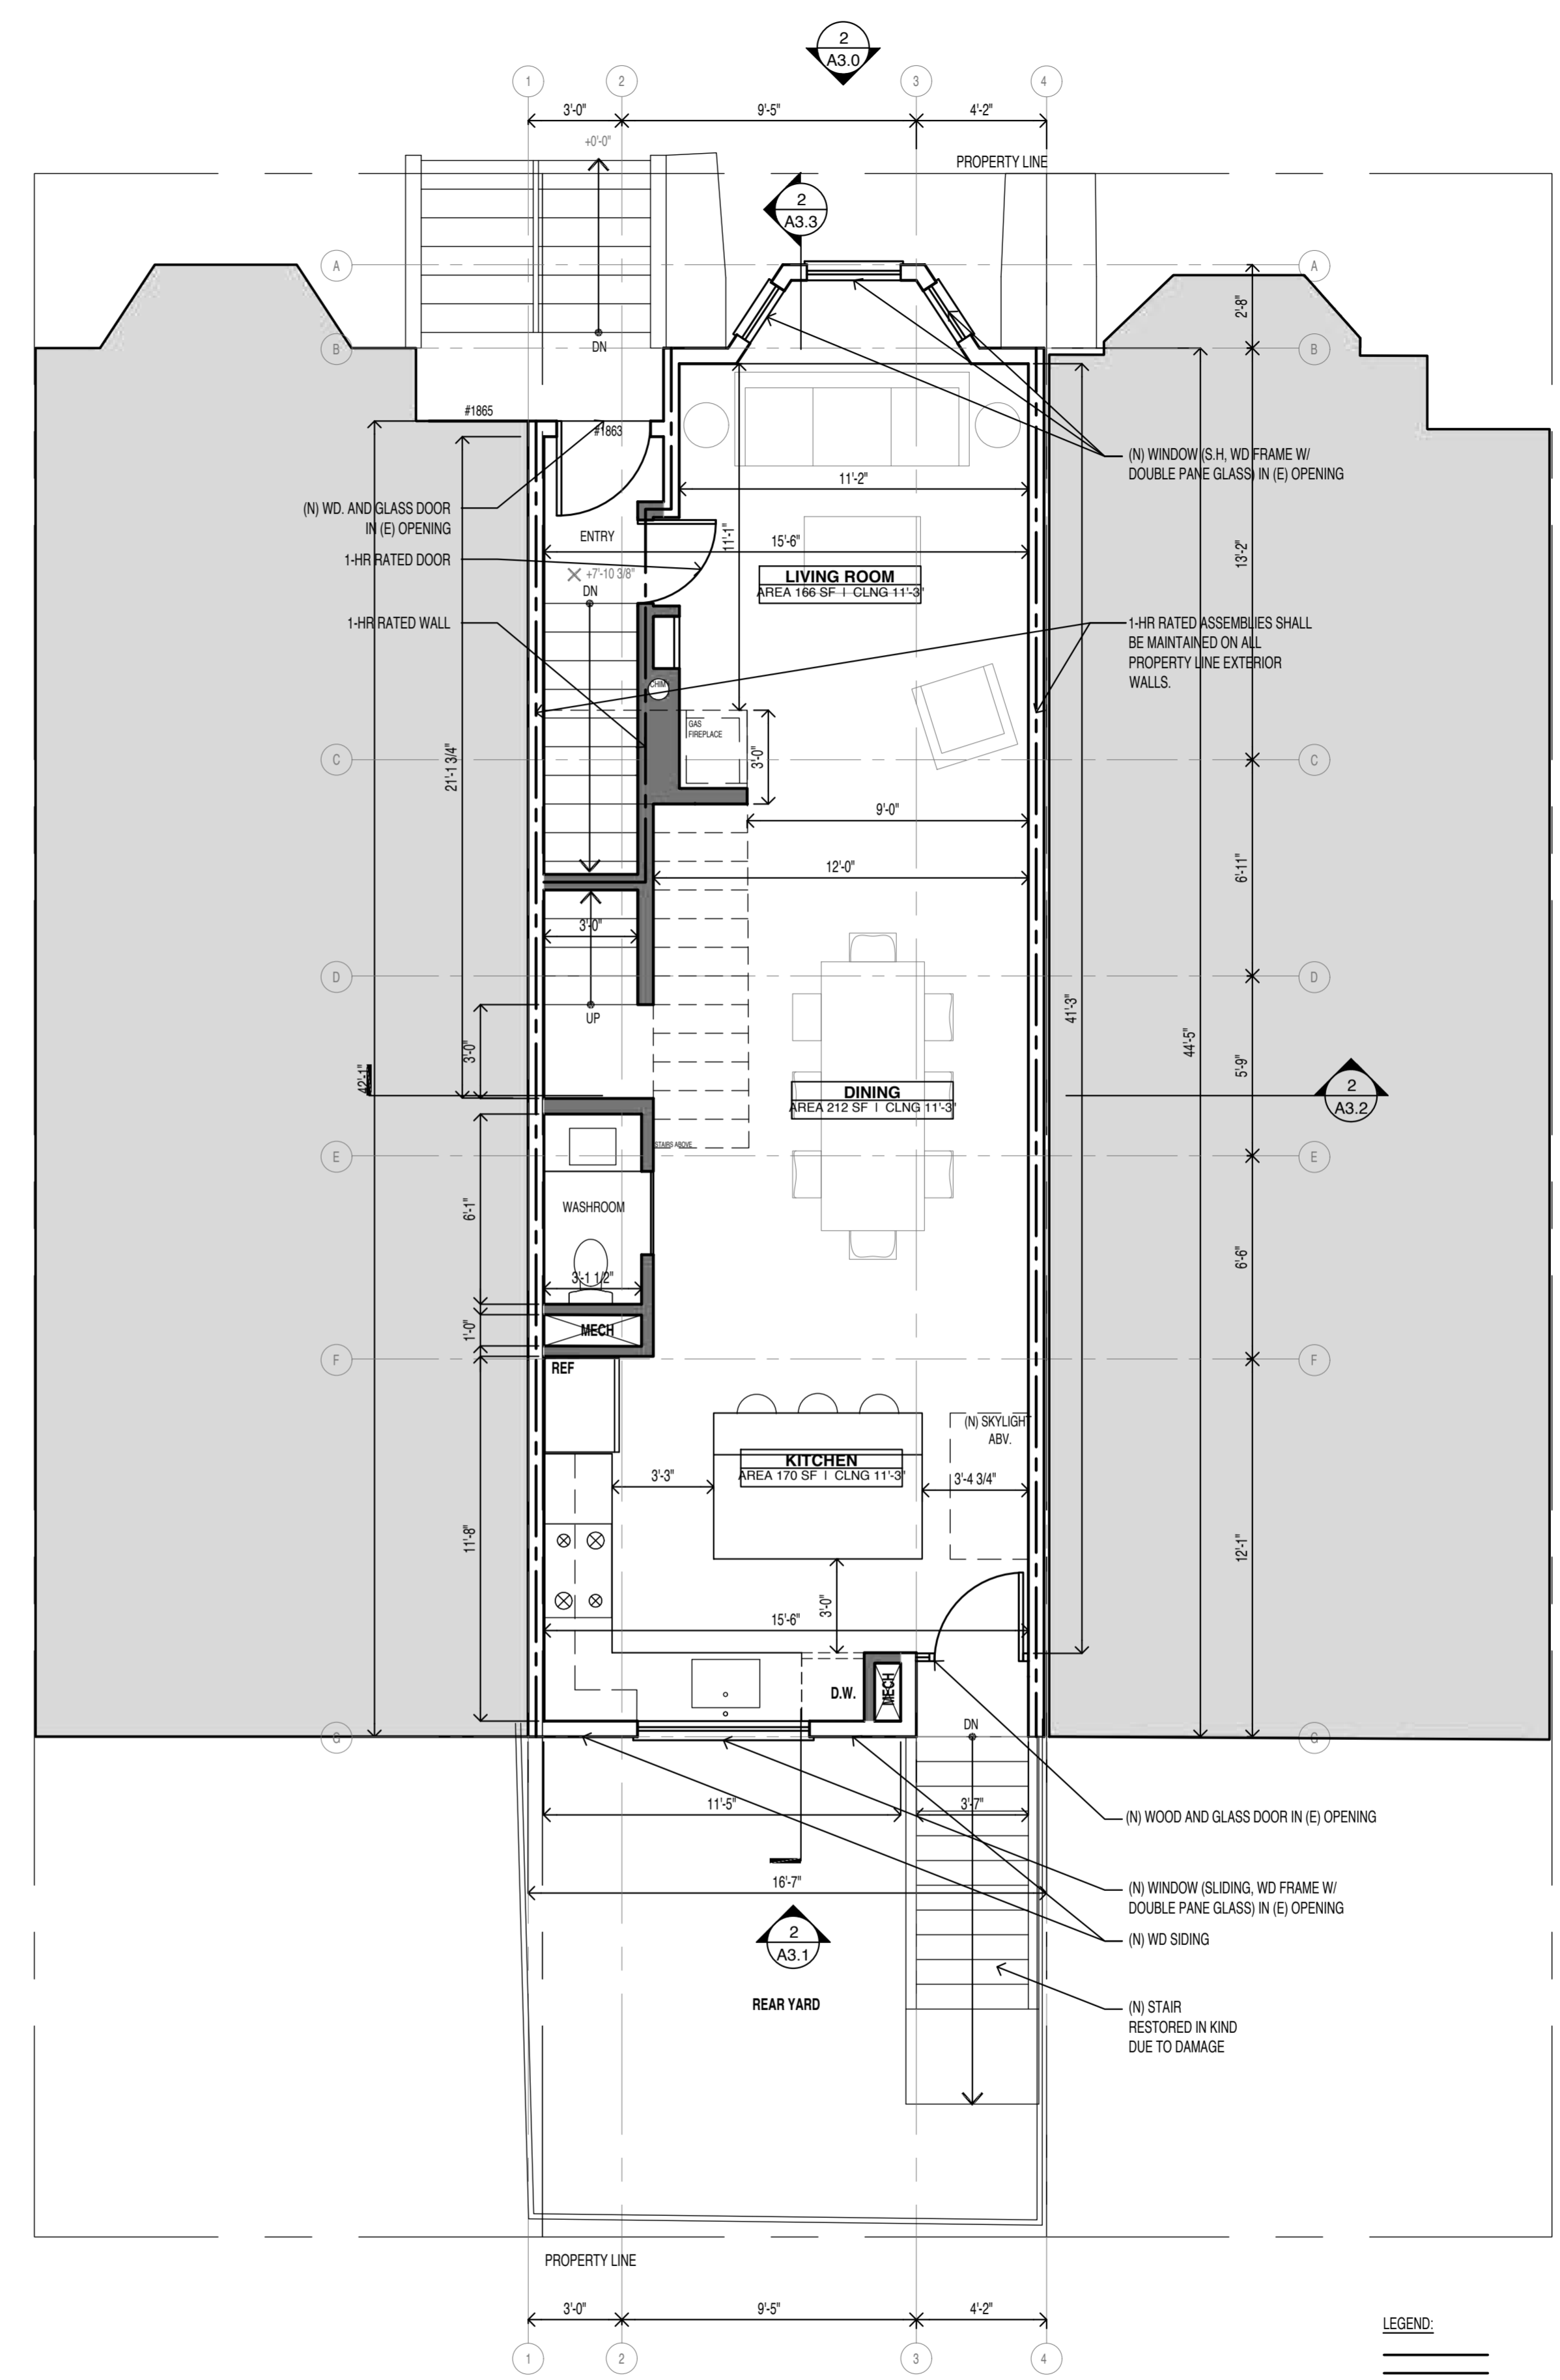 2
A3.0
1
2
3
4
3'-0"
9'-5"
4'-2"
+0'-0"
PROPERTY LINE
2
A3.3
A
A
2'-8"
B
DN
B
#1865
#1863
(N) WINDOW (S.H, WD FRAME W/
DOUBLE PANE GLASS) IN (E) OPENING
11'-2"
(N) WD. AND GLASS DOOR
IN (E) OPENING
ENTRY
11'-1"
15'-6"
13'-2"
1-HR RATED DOOR
+7'-10 3/8"
DN
LIVING ROOM
AREA 166 SF | CLNG 11'-3"
1-HR RATED WALL
1-HR RATED ASSEMBLIES SHALL
BE MAINTAINED ON ALL
PROPERTY LINE EXTERIOR
WALLS.
CHIM
GAS
FIREPLACE
21'-1 3/4"
C
3'-0"
C
9'-0"
12'-0"
6'-11"
3'-0"
D
D
UP
41'-3"
44'-5"
3'-0"
42'-1"
5'-9"
2
A3.2
DINING
AREA 212 SF | CLNG 11'-3"
STAIRS ABOVE
E
E
6'-1"
WASHROOM
6'-6"
3'-1 1/2"
1'-0"
MECH
F
F
REF
(N) SKYLIGHT
ABV.
KITCHEN
AREA 170 SF | CLNG 11'-3"
3'-3"
3'-4 3/4"
11'-8"
12'-1"
3'-0"
15'-6"
D.W.
MECH
DN
G
G
11'-5"
3'-7"
(N) WOOD AND GLASS DOOR IN (E) OPENING
16'-7"
(N) WINDOW (SLIDING, WD FRAME W/
DOUBLE PANE GLASS) IN (E) OPENING
2
A3.1
(N) WD SIDING
REAR YARD
(N) STAIR
RESTORED IN KIND
DUE TO DAMAGE
PROPERTY LINE
3'-0"
9'-5"
4'-2"
LEGEND:
1
2
3
4